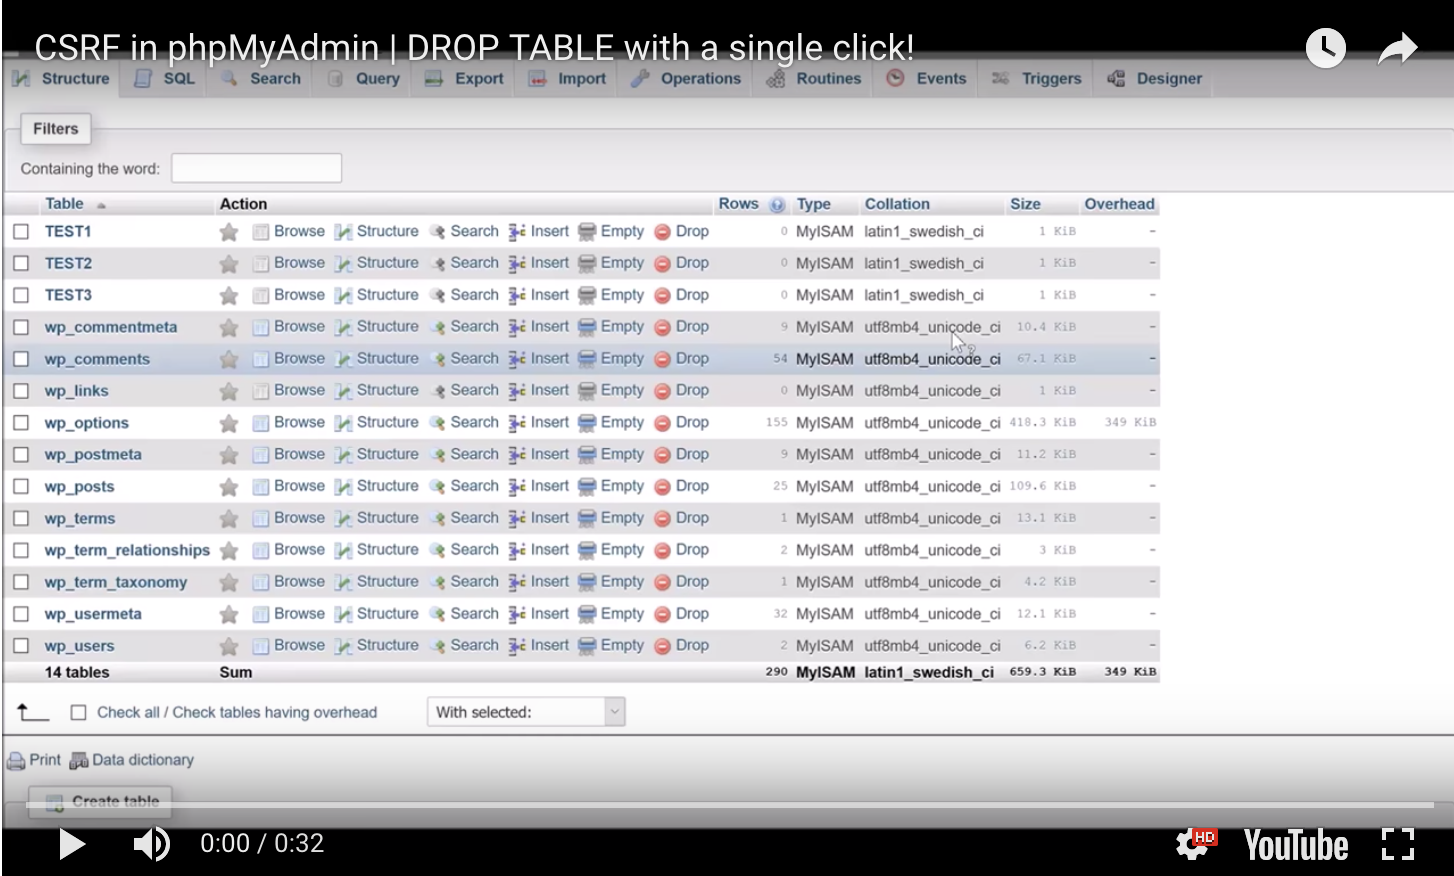 CSRF in phpMyAdmin | DROP TABLE with a single click!
Structure SQL Search Query Export Import Operations Routines Events Triggers Designer
Filters
Containing the word:
Table Action Rows Type Collation Size Overhead
TEST1 Browse Structure Search Insert Empty Drop 0 MyISAM latin1_swedish_ci 1 KiB -
TEST2 Browse Structure Search Insert Empty Drop 0 MyISAM latin1_swedish_ci 1 KiB -
TEST3 Browse Structure Search Insert Empty Drop 0 MyISAM latin1_swedish_ci 1 KiB -
wp_commentmeta Browse Structure Search Insert Empty Drop 9 MyISAM utf8mb4_unicode_ci 10.4 KiB -
wp_comments Browse Structure Search Insert Empty Drop 54 MyISAM utf8mb4_unicode_ci 67.1 KiB -
wp_links Browse Structure Search Insert Empty Drop 0 MyISAM utf8mb4_unicode_ci 1 KiB -
wp_options Browse Structure Search Insert Empty Drop 155 MyISAM utf8mb4_unicode_ci 418.3 KiB 349 KiB
wp_postmeta Browse Structure Search Insert Empty Drop 9 MyISAM utf8mb4_unicode_ci 11.2 KiB -
wp_posts Browse Structure Search Insert Empty Drop 25 MyISAM utf8mb4_unicode_ci 109.6 KiB -
wp_terms Browse Structure Search Insert Empty Drop 1 MyISAM utf8mb4_unicode_ci 13.1 KiB -
wp_term_relationships Browse Structure Search Insert Empty Drop 2 MyISAM utf8mb4_unicode_ci 3 KiB -
wp_term_taxonomy Browse Structure Search Insert Empty Drop 1 MyISAM utf8mb4_unicode_ci 4.2 KiB -
wp_usermeta Browse Structure Search Insert Empty Drop 32 MyISAM utf8mb4_unicode_ci 12.1 KiB -
wp_users Browse Structure Search Insert Empty Drop 2 MyISAM utf8mb4_unicode_ci 6.2 KiB -
14 tables Sum 290 MyISAM latin1_swedish_ci 659.3 KiB 349 KiB
Check all / Check tables having overhead With selected:
Print Data dictionary
Create table
0:00 / 0:32 HD YouTube